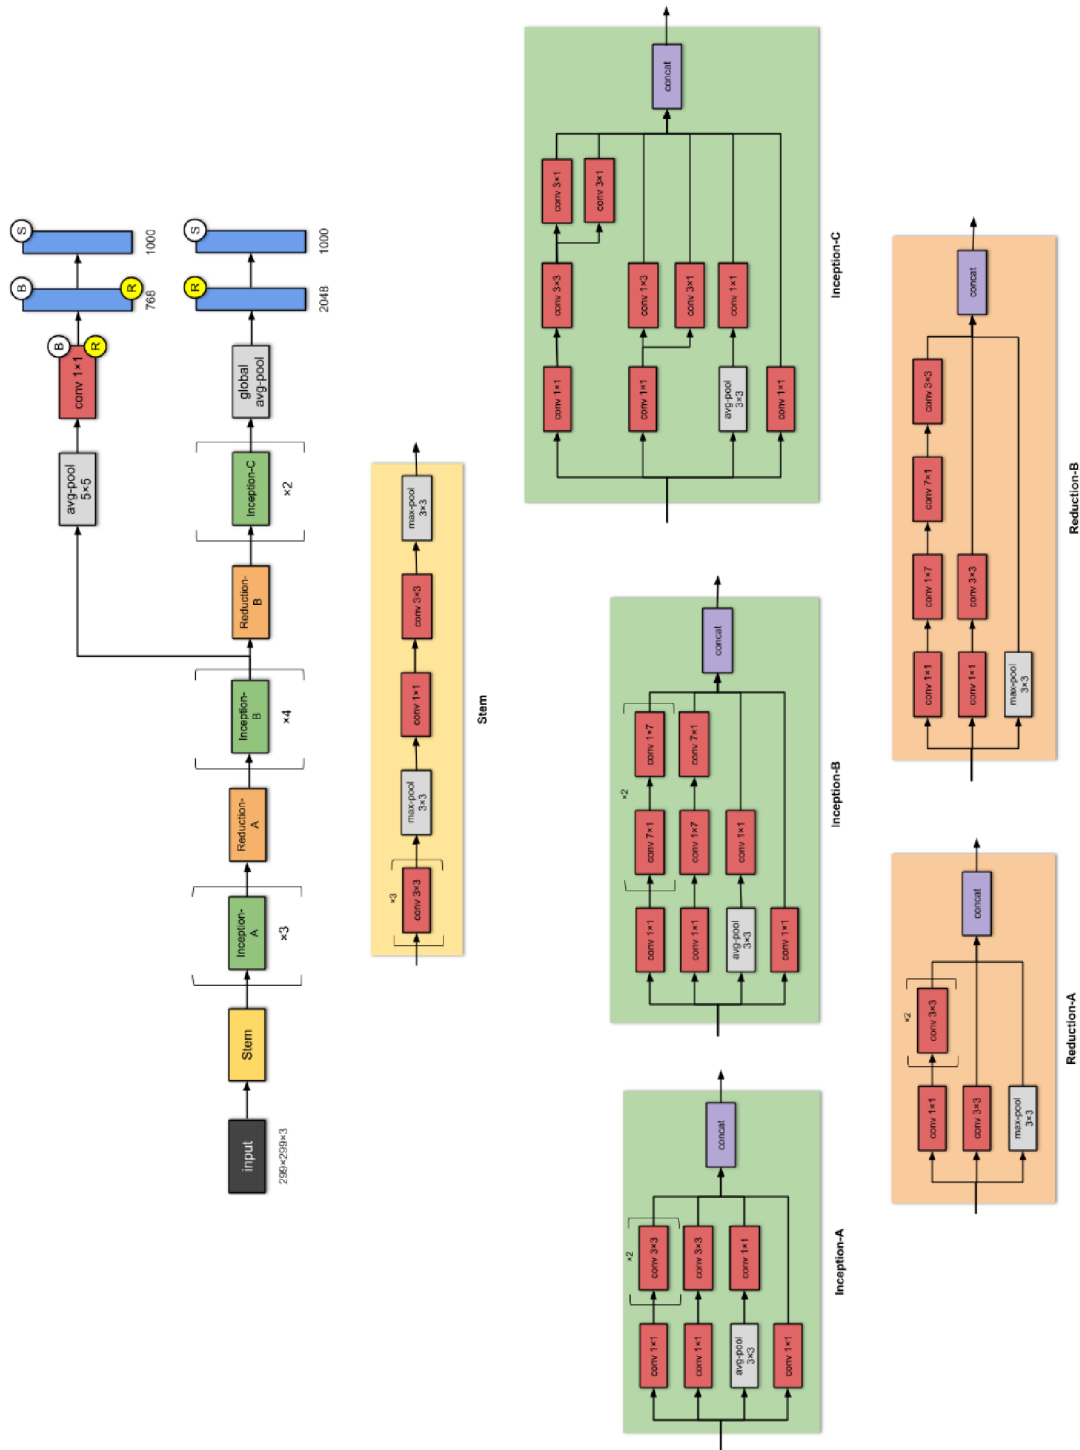 input
299×299×3
Stem
Inception-
A
×3
Reduction-
A
Inception-
B
×4
Reduction-
B
Inception-C
×2
global
avg-pool
R
2048
S
1000
avg-pool
5×5
conv 1×1
B
R
B
R
768
S
1000
conv 3×3
×3
max-pool
3×3
conv 1×1
conv 3×3
max-pool
3×3
Stem
conv 1×1
conv 3×3
×2
conv 1×1
conv 3×3
avg-pool
3×3
conv 1×1
conv 1×1
concat
Inception-A
conv 1×1
conv 7×1
conv 1×7
×2
conv 1×1
conv 1×7
conv 7×1
avg-pool
3×3
conv 1×1
conv 1×1
concat
Inception-B
conv 1×1
conv 3×3
conv 3×1
conv 3×1
conv 1×1
conv 1×3
conv 3×1
avg-pool
3×3
conv 1×1
conv 1×1
concat
Inception-C
conv 1×1
conv 3×3
×2
conv 3×3
max-pool
3×3
concat
Reduction-A
conv 1×1
conv 1×7
conv 7×1
conv 3×3
conv 1×1
conv 3×3
max-pool
3×3
concat
Reduction-B